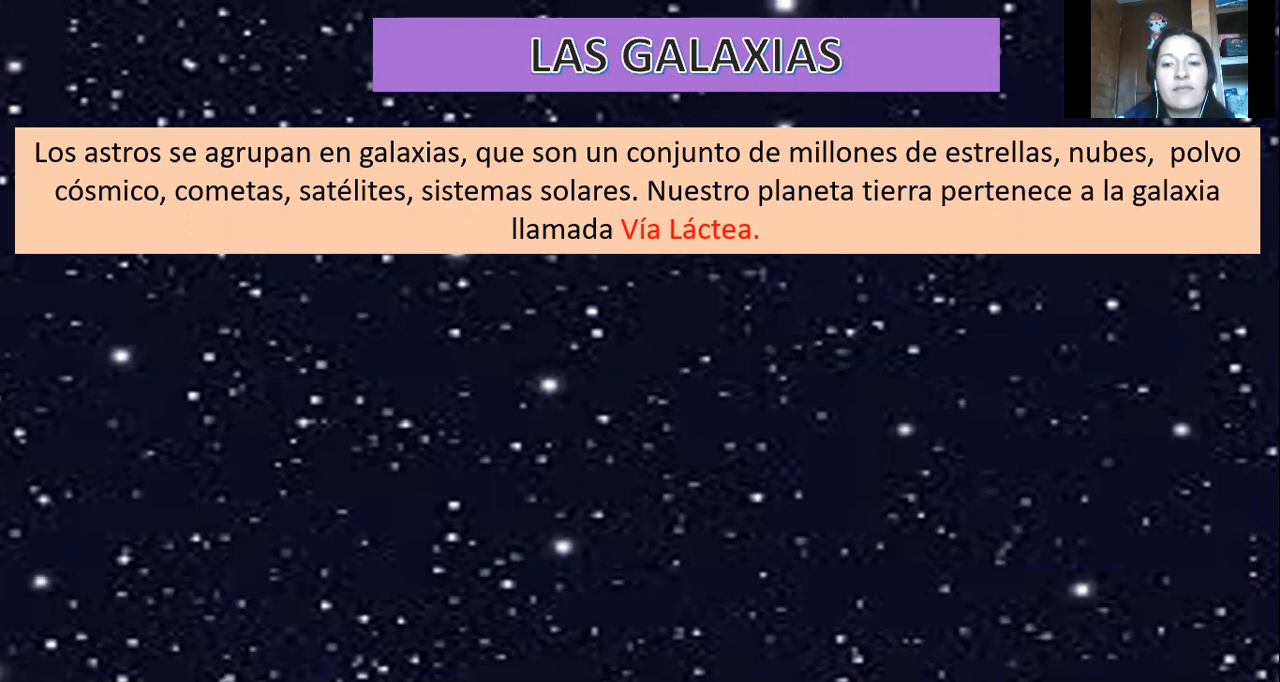 LAS GALAXIAS
Los astros se agrupan en galaxias, que son un conjunto de millones de estrellas, nubes, polvo
cósmico, cometas, satélites, sistemas solares. Nuestro planeta tierra pertenece a la galaxia
llamada Vía Láctea.